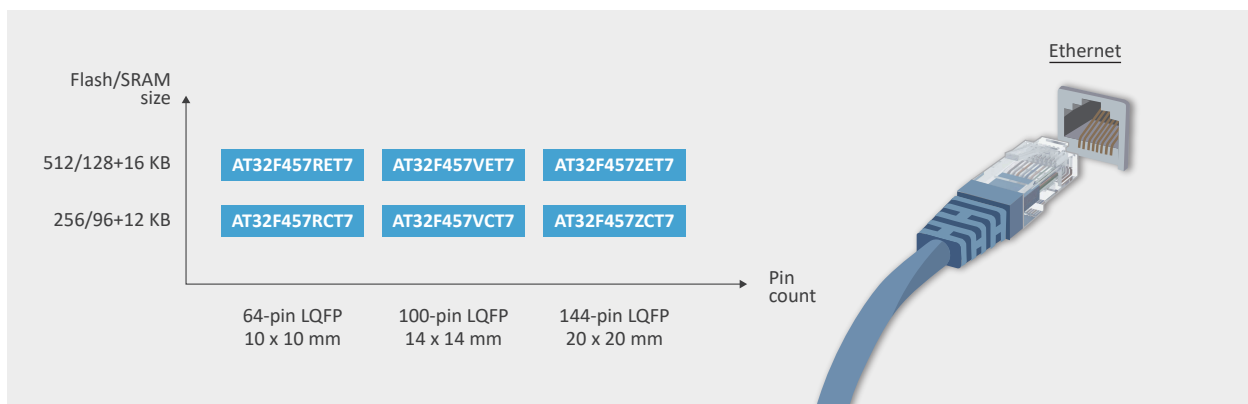 Ethernet
Flash/SRAM
size
512/128+16 KB
AT32F457RET7
AT32F457VET7
AT32F457ZET7
256/96+12 KB
AT32F457RCT7
AT32F457VCT7
AT32F457ZCT7
Pin
count
64-pin LQFP
10 x 10 mm
100-pin LQFP
14 x 14 mm
144-pin LQFP
20 x 20 mm